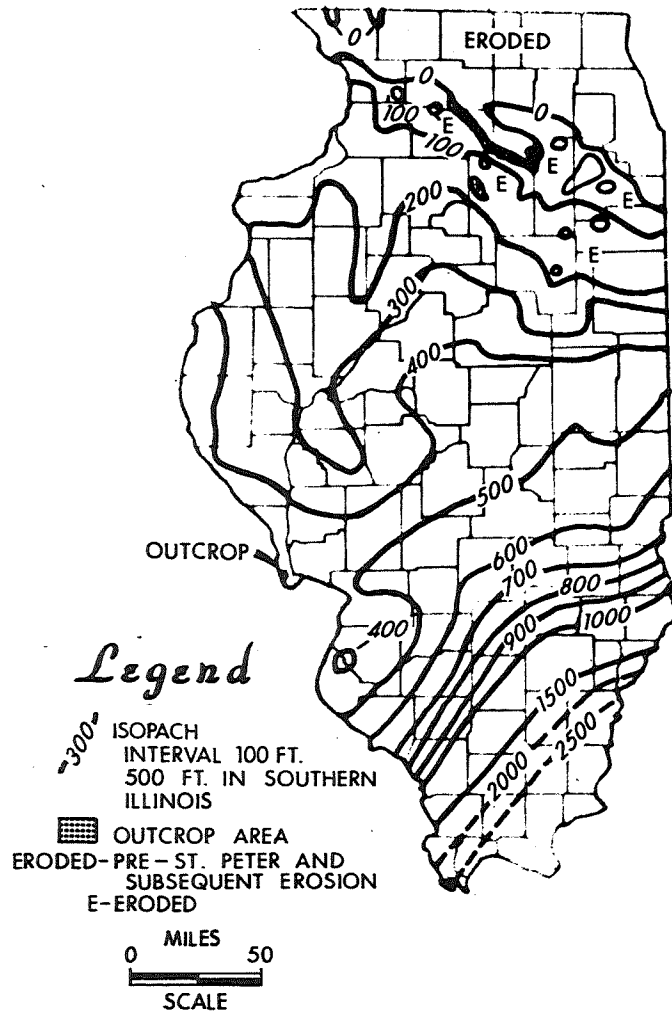 0
ERODED
0
0
100
E
100
E
E
E
200
E
300
400
500
OUTCROP
600
700
800
900
1000
400
1500
2000
2500
Legend
300
ISOPACH
INTERVAL 100 FT.
500 FT. IN SOUTHERN
ILLINOIS
OUTCROP AREA
ERODED-PRE-ST. PETER AND
SUBSEQUENT EROSION
E-ERODED
MILES
0 50
SCALE